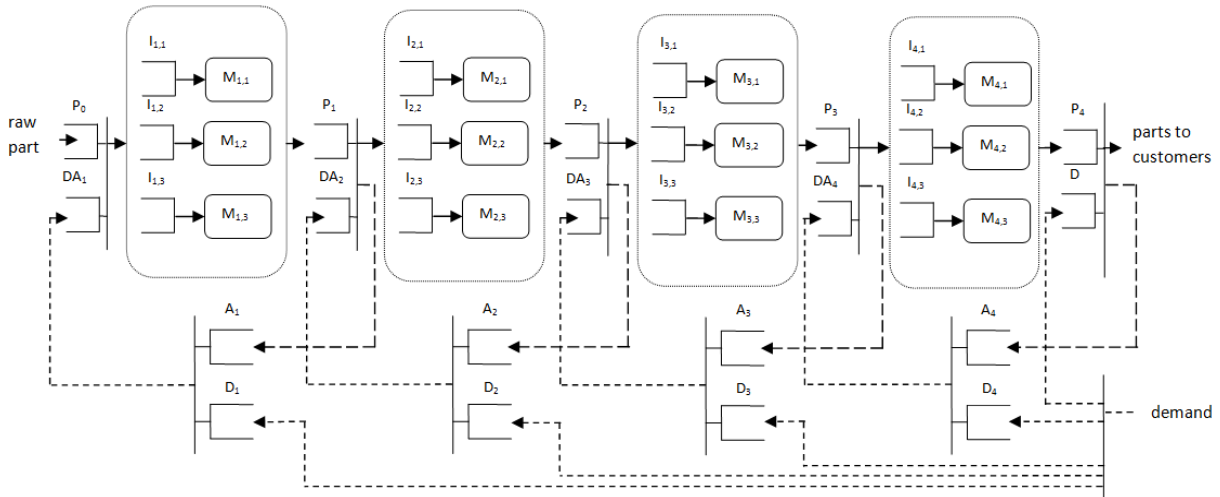 I1,1
I2,1
I3,1
I4,1
M1,1
M2,1
M3,1
M4,1
P0
I1,2
P1
I2,2
P2
I3,2
P3
I4,2
P4
raw
part
M1,2
M2,2
M3,2
M4,2
parts to
customers
DA1
I1,3
DA2
I2,3
DA3
I3,3
DA4
I4,3
D
M1,3
M2,3
M3,3
M4,3
A1
A2
A3
A4
D1
D2
D3
D4
demand